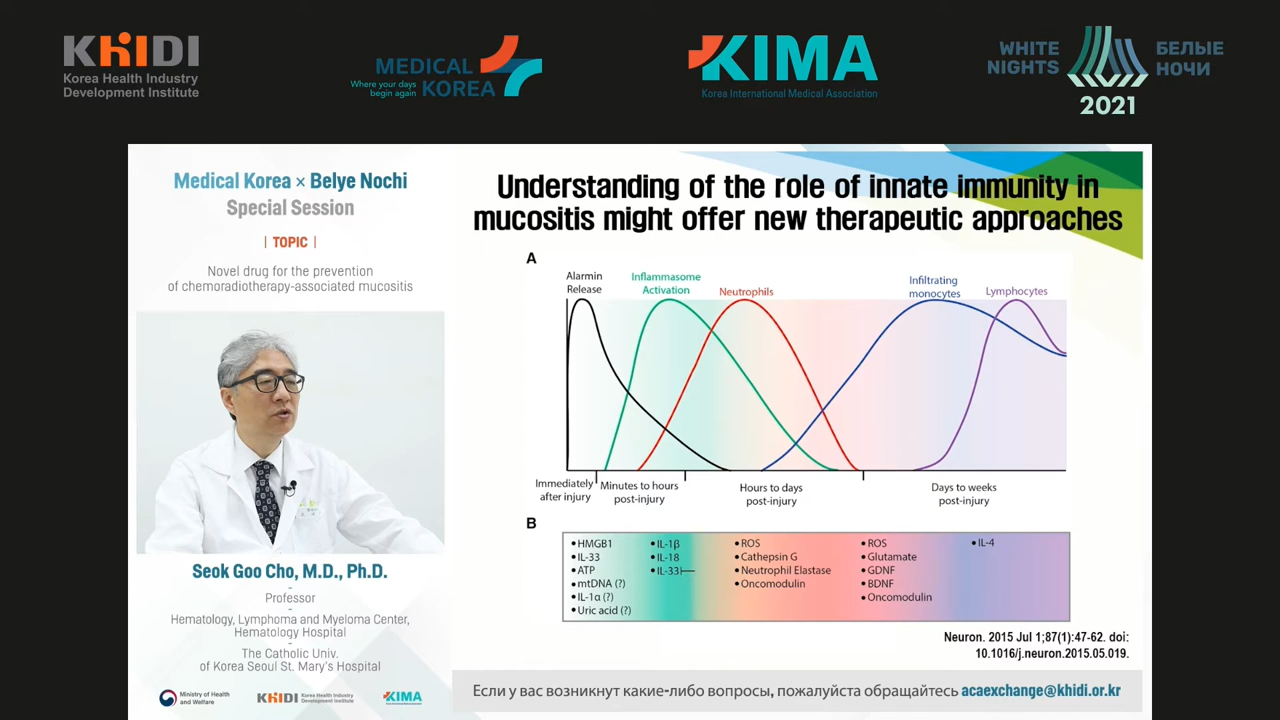 KHIDI
Korea Health Industry
Development Institute
MEDICAL
KOREA
Where your days
begin again
KIMA
Korea International Medical Association
WHITE
NIGHTS
БЕЛЫЕ
НОЧИ
2021
Medical Korea × Belye Nochi
Special Session
| TOPIC |
Novel drug for the prevention
of chemoradiotherapy-associated mucositis
Seok Goo Cho, M.D., Ph.D.
Professor
Hematology, Lymphoma and Myeloma Center,
Hematology Hospital
The Catholic Univ.
of Korea Seoul St. Mary's Hospital
Ministry of Health
and Welfare
KHIDI
Korea Health Industry
Development Institute
KIMA
Understanding of the role of innate immunity in
mucositis might offer new therapeutic approaches
A
Alarmin
Release
Inflammasome
Activation
Neutrophils
Infiltrating
monocytes
Lymphocytes
Immediately
after injury
Minutes to hours
post-injury
Hours to days
post-injury
Days to weeks
post-injury
B
• HMGB1
• IL-33
• ATP
• mtDNA (?)
• IL-1α (?)
• Uric acid (?)
• IL-1β
• IL-18
• IL-33
• ROS
• Cathepsin G
• Neutrophil Elastase
• Oncomodulin
• ROS
• Glutamate
• GDNF
• BDNF
• Oncomodulin
• IL-4
Neuron. 2015 Jul 1;87(1):47-62. doi:
10.1016/j.neuron.2015.05.019.
Если у вас возникнут какие-либо вопросы, пожалуйста обращайтесь acaexchange@khidi.or.kr